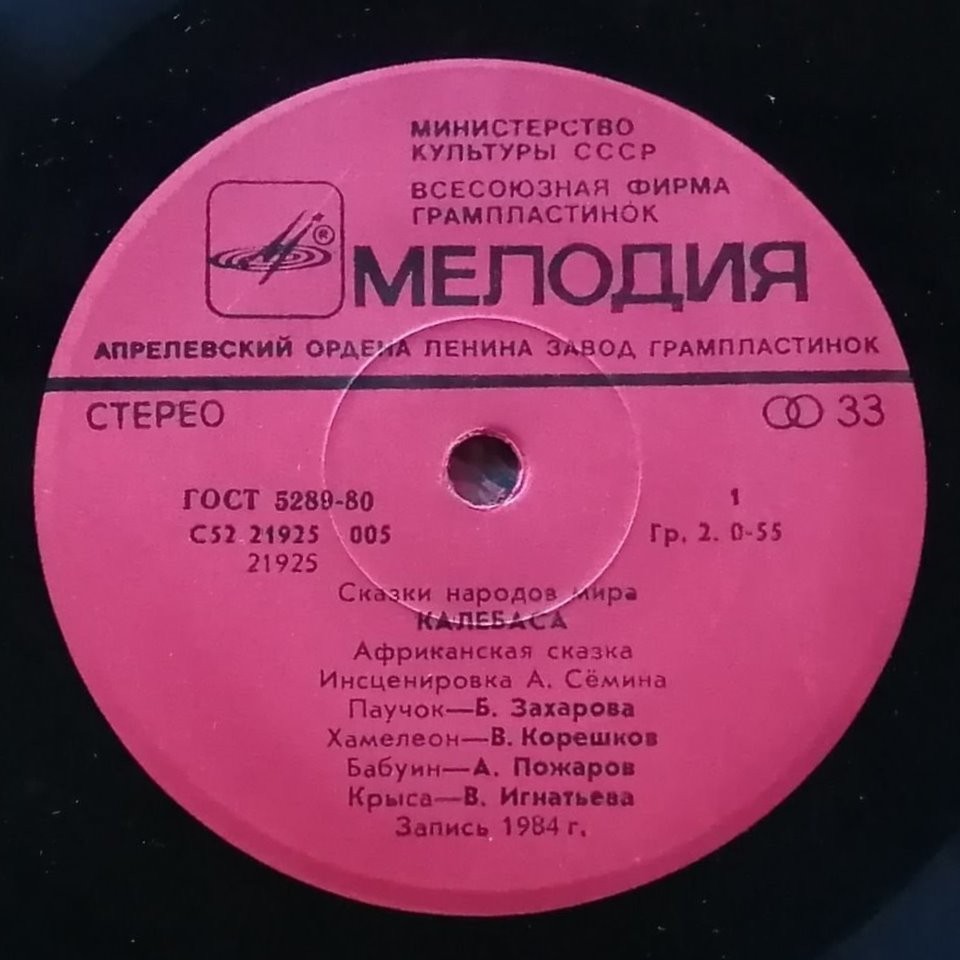 МИНИСТЕРСТВО
КУЛЬТУРЫ СССР
ВСЕСОЮЗНАЯ ФИРМА
ГРАМПЛАСТИНОК
®
МЕЛОДИЯ
АПРЕЛЕВСКИЙ ОРДЕНА ЛЕНИНА ЗАВОД ГРАМПЛАСТИНОК
СТЕРЕО
33
ГОСТ 5289-80
1
С52 21925 005
Гр. 2. 0-55
21925
Сказки народов мира
КАЛЕБАСА
Африканская сказка
Инсценировка А. Сёмина
Паучок—Б. Захарова
Хамелеон—В. Корешков
Бабуин—А. Пожаров
Крыса—В. Игнатьева
Запись 1984 г.